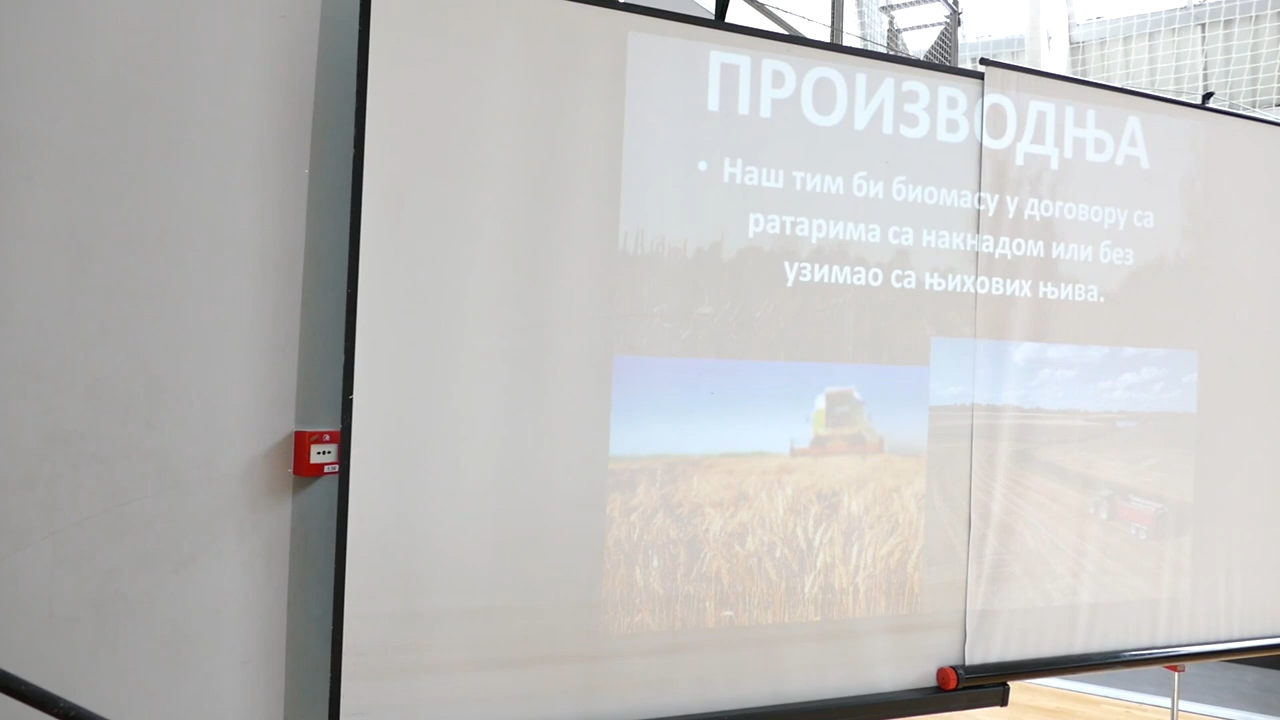 ПРОИЗВОДЊА
• Наш тим би биомасу у договору са
ратарима са накнадом или без
узимао са њихових њива.